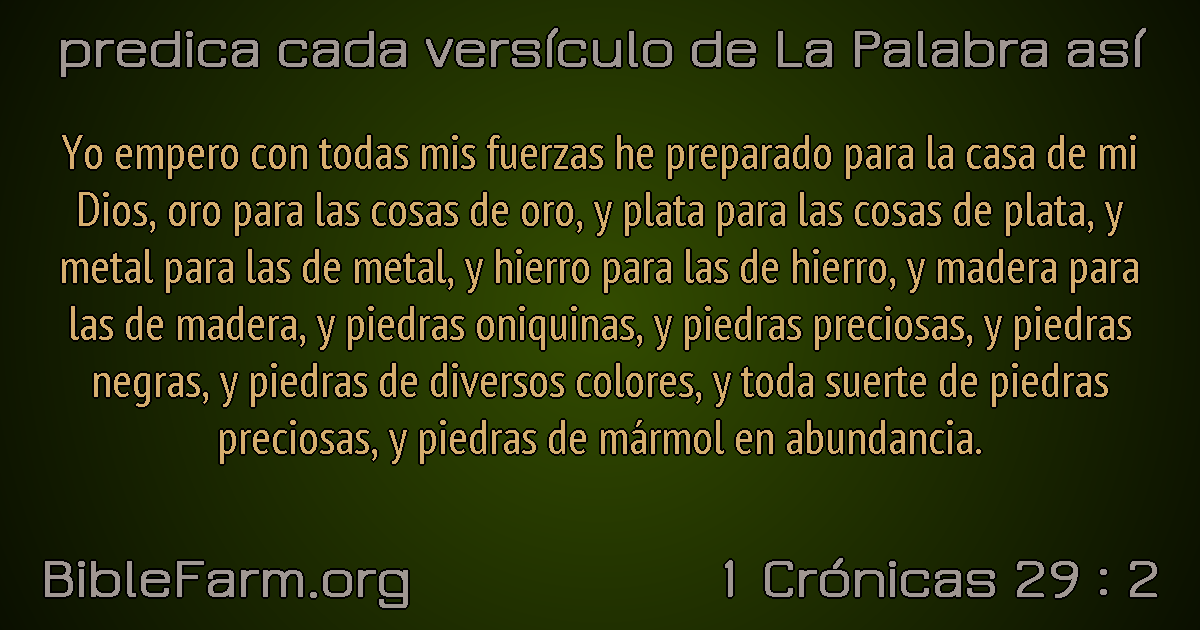 predica cada versículo de La Palabra así
Yo empero con todas mis fuerzas he preparado para la casa de mi
Dios, oro para las cosas de oro, y plata para las cosas de plata, y
metal para las de metal, y hierro para las de hierro, y madera para
las de madera, y piedras oniquinas, y piedras preciosas, y piedras
negras, y piedras de diversos colores, y toda suerte de piedras
preciosas, y piedras de mármol en abundancia.
BibleFarm.org
1 Crónicas 29 : 2